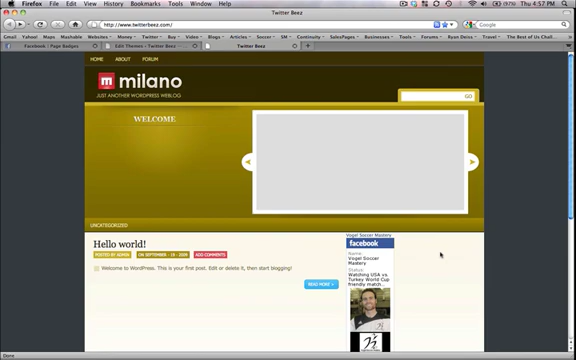 Firefox File Edit View History Bookmarks Tools Window Help (97%) Thu 4:57 PM
Twitter Beez
http://www.twitterbeez.com/
Google
Gmail Yahoo Maps Mashable Country Money Twitter Buy Video Blogs Articles Soccer SM Continuity SalesPages Business Tools Forums Ryan Deiss The Best of Us Chall...
Facebook | Page Badges
Edit Themes ‹ Twitter Beez —...
Twitter Beez
HOME ABOUT FORUM
m milano
JUST ANOTHER WORDPRESS WEBLOG
GO
WELCOME
UNCATEGORIZED
Hello world!
POSTED BY ADMIN ON SEPTEMBER - 19 - 2009 ADD COMMENTS
Welcome to WordPress. This is your first post. Edit or delete it, then start blogging!
READ MORE »
Vogel Soccer Mastery
facebook
Name:
Vogel Soccer
Mastery
Status:
Watching USA vs.
Turkey World Cup
friendly match..
Done